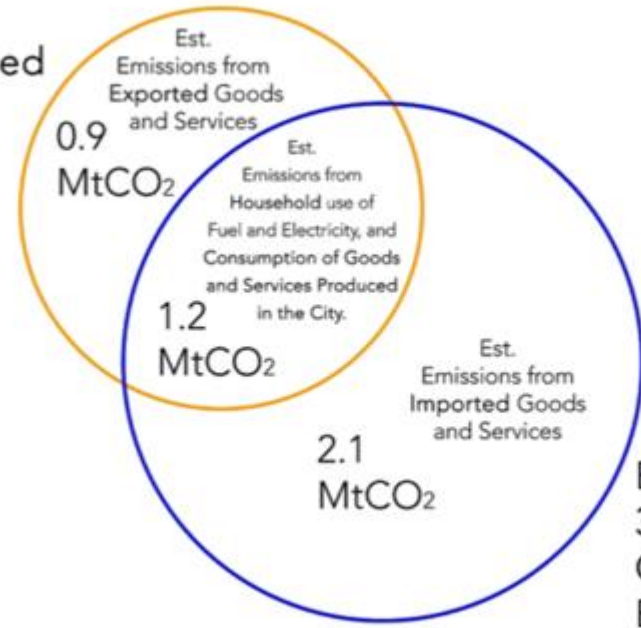 ed
Est.
Emissions from
Exported Goods
and Services
0.9
MtCO2
Est.
Emissions from
Household use of
Fuel and Electricity, and
Consumption of Goods
and Services Produced
in the City.
1.2
MtCO2
Est.
Emissions from
Imported Goods
and Services
2.1
MtCO2